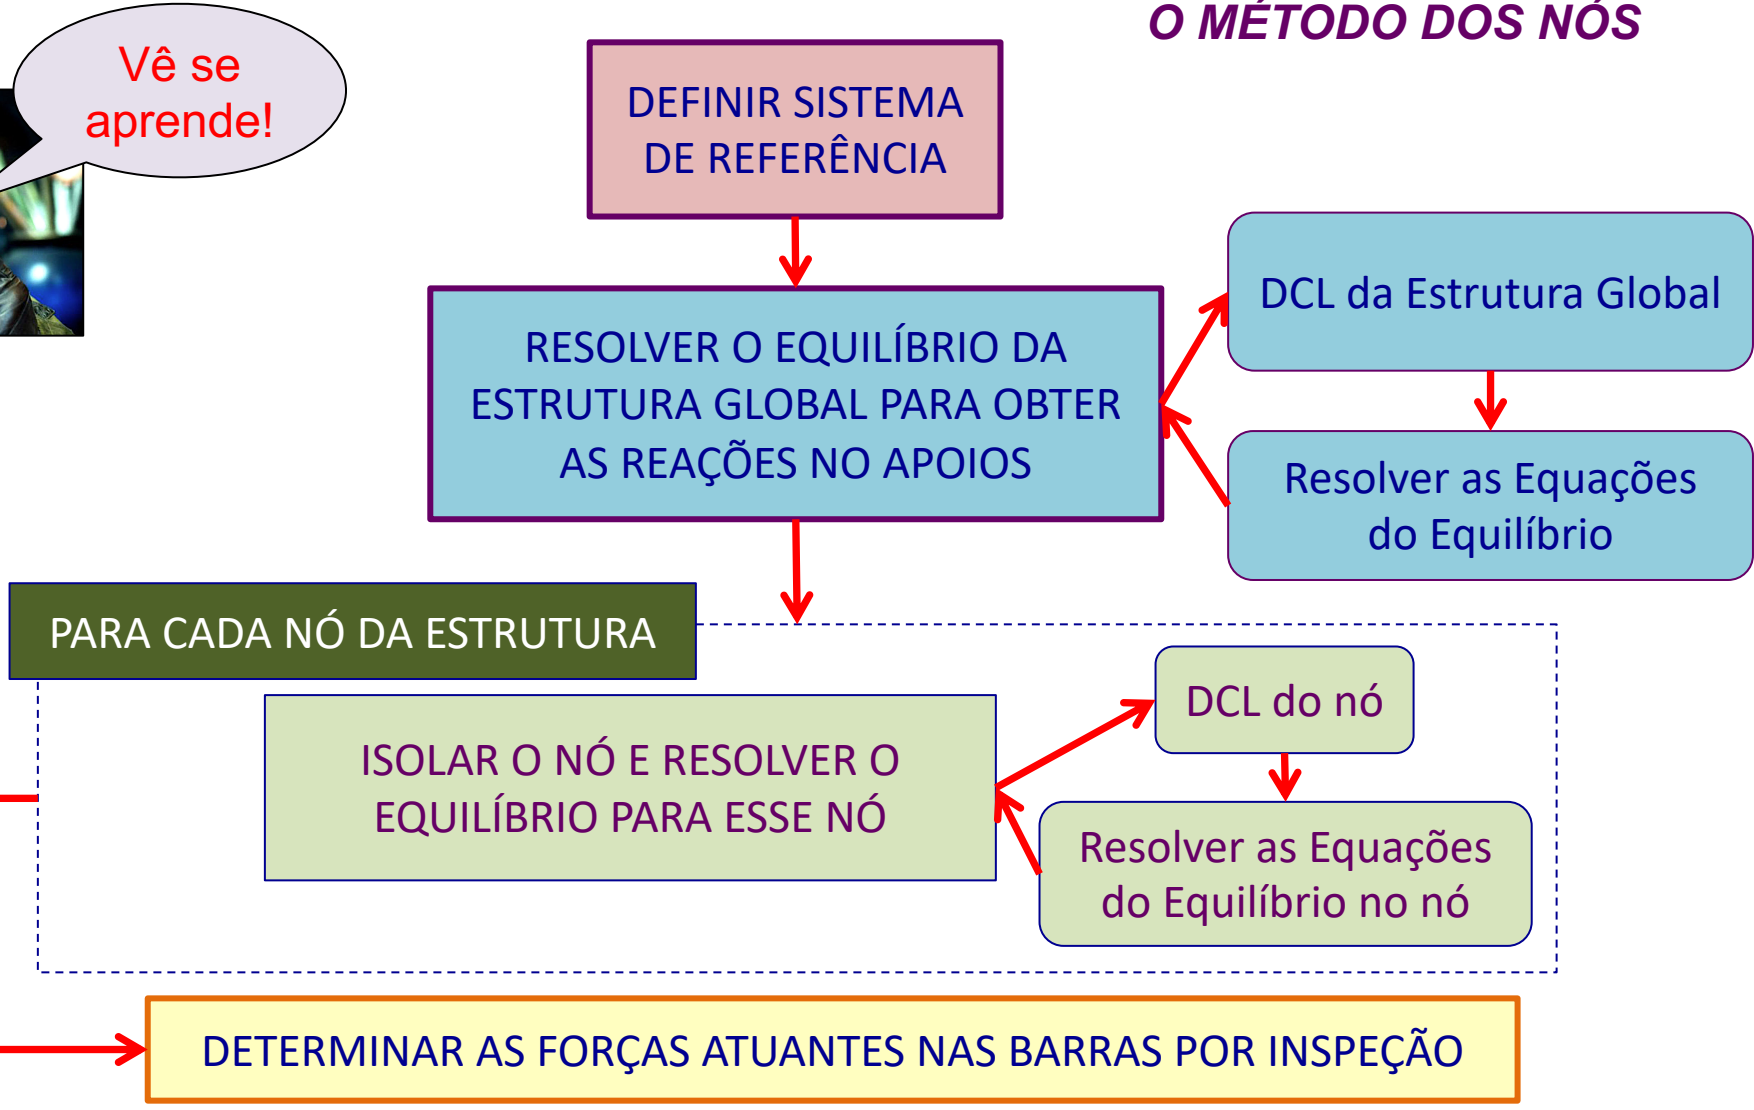 O MÉTODO DOS NÓS
Vê se
aprende!
DEFINIR SISTEMA
DE REFERÊNCIA
DCL da Estrutura Global
RESOLVER O EQUILÍBRIO DA
ESTRUTURA GLOBAL PARA OBTER
AS REAÇÕES NO APOIOS
Resolver as Equações
do Equilíbrio
PARA CADA NÓ DA ESTRUTURA
DCL do nó
ISOLAR O NÓ E RESOLVER O
EQUILÍBRIO PARA ESSE NÓ
Resolver as Equações
do Equilíbrio no nó
DETERMINAR AS FORÇAS ATUANTES NAS BARRAS POR INSPEÇÃO